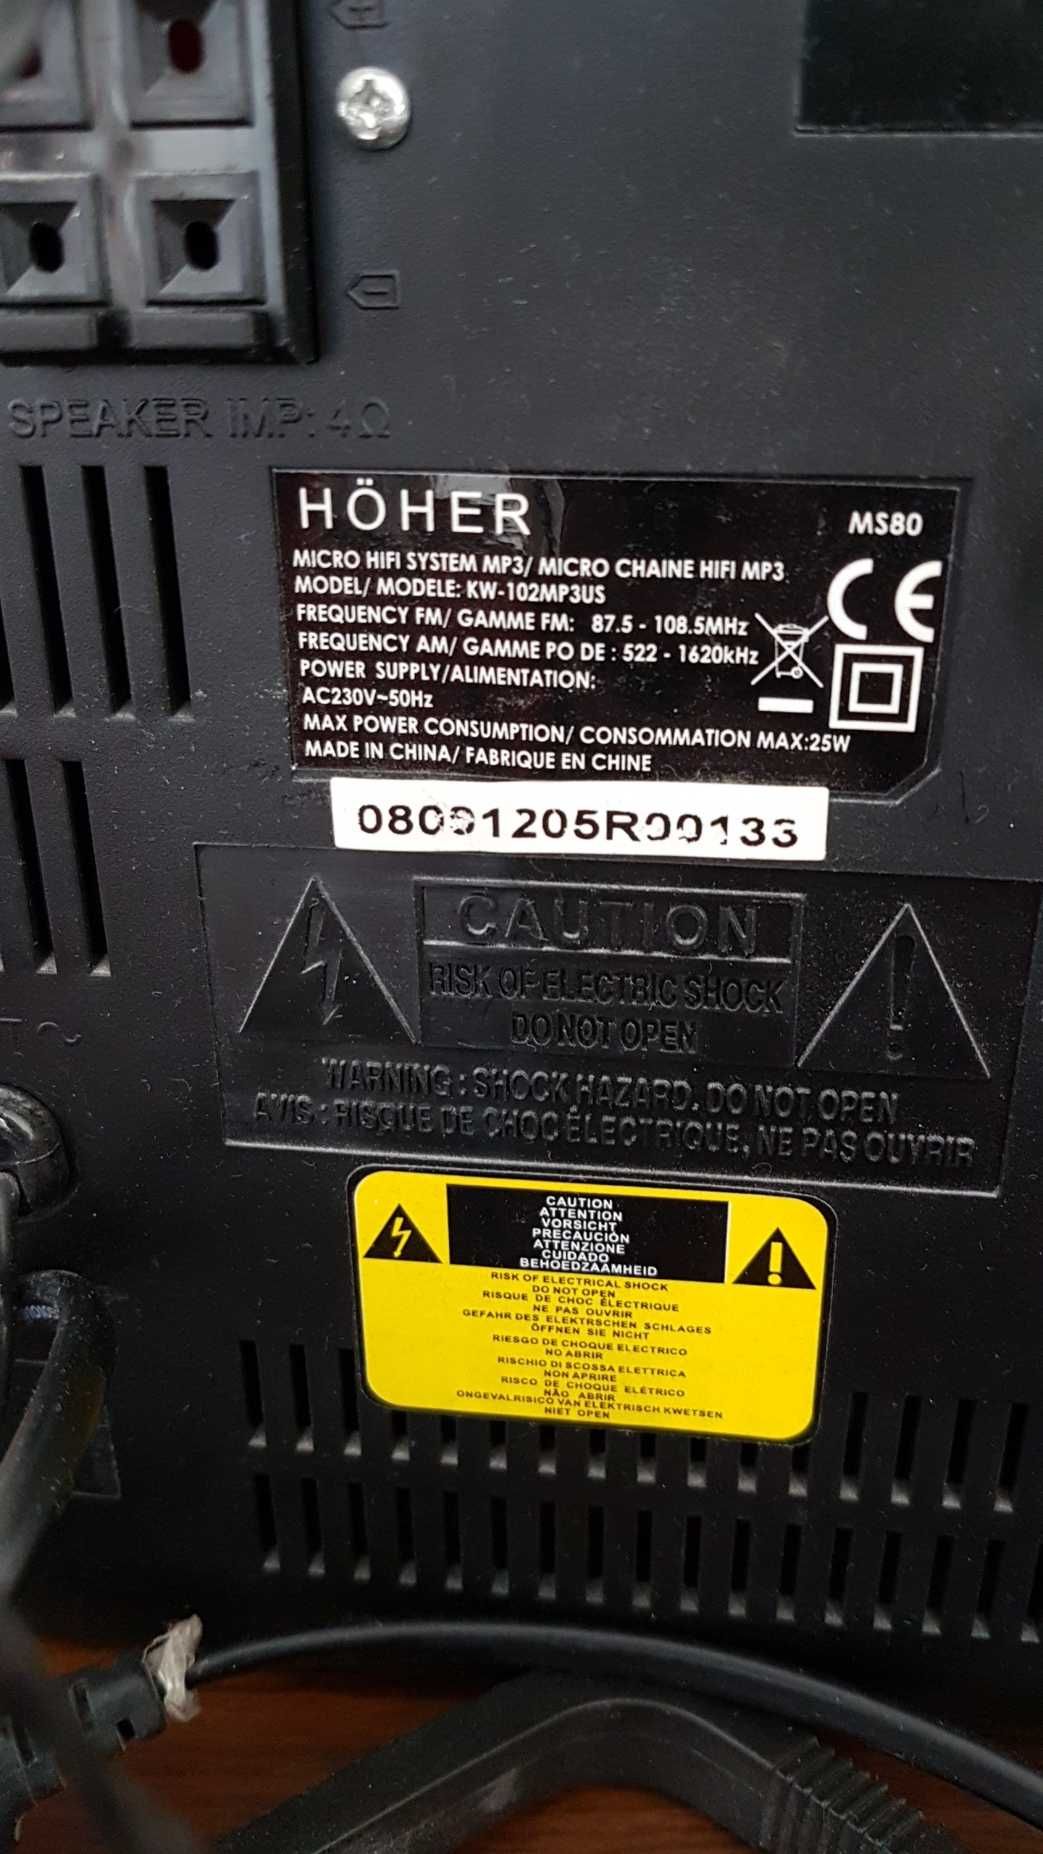 SPEAKER IMP: 4Ω
HÖHER
MS80
MICRO HIFI SYSTEM MP3/ MICRO CHAINE HIFI MP3
MODEL/ MODELE: KW-102MP3US
FREQUENCY FM/ GAMME FM: 87.5 - 108.5MHz
FREQUENCY AM/ GAMME PO DE : 522 - 1620kHz
POWER SUPPLY/ALIMENTATION:
AC230V~50Hz
MAX POWER CONSUMPTION/ CONSOMMATION MAX:25W
MADE IN CHINA/ FABRIQUE EN CHINE
CE
CAUTION
RISK OF ELECTRIC SHOCK
DO NOT OPEN
WARNING : SHOCK HAZARD. DO NOT OPEN
AVIS : RISQUE DE CHOC ÉLECTRIQUE, NE PAS OUVRIR
CAUTION
ATTENTION
VORSICHT
PRECAUCIÓN
ATTENZIONE
CUIDADO
BEHOEDZAAMHEID
RISK OF ELECTRICAL SHOCK
DO NOT OPEN
RISQUE DE CHOC ÉLECTRIQUE
NE PAS OUVRIR
GEFAHR DES ELEKTRSCHEN SCHLAGES
ÖFFNEN SIE NICHT
RIESGO DE CHOQUE ELECTRICO
NO ABRIR
RISCHIO DI SCOSSA ELETTRICA
NON APRIRE
RISCO DE CHOQUE ELÉTRICO
NÃO ABRIR
ONGEVALRISICO VAN ELEKTRISCH KWETSEN
NIET OPEN